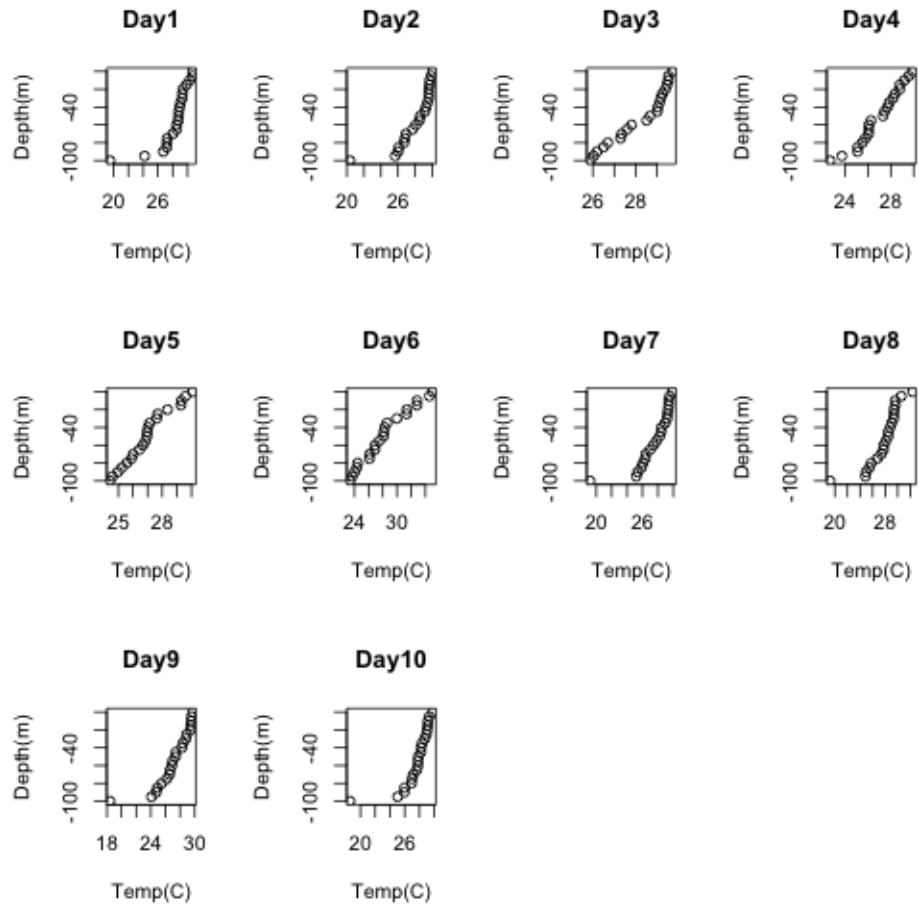 Day1
Depth(m)
-40
-100
20 26
Temp(C)
Day2
Depth(m)
-40
-100
20 26
Temp(C)
Day3
Depth(m)
-40
-100
26 28
Temp(C)
Day4
Depth(m)
-40
-100
24 28
Temp(C)
Day5
Depth(m)
-40
-100
25 28
Temp(C)
Day6
Depth(m)
-40
-100
24 30
Temp(C)
Day7
Depth(m)
-40
-100
20 26
Temp(C)
Day8
Depth(m)
-40
-100
20 28
Temp(C)
Day9
Depth(m)
-40
-100
18 24 30
Temp(C)
Day10
Depth(m)
-40
-100
20 26
Temp(C)